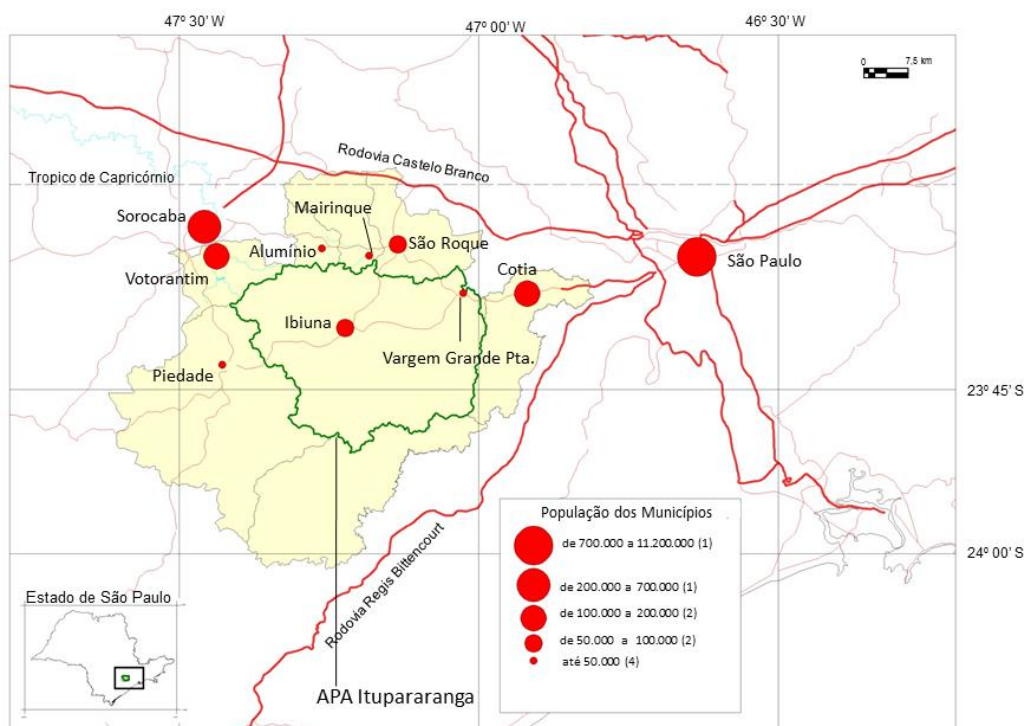 47º 30' W
47º 00' W
46º 30' W
0 7,5 km
Rodovia Castelo Branco
Tropico de Capricórnio
Mairinque
Sorocaba
São Roque
Alumínio
Cotia
São Paulo
Votorantim
Ibiuna
Vargem Grande Pta.
Piedade
23º 45' S
População dos Municípios
de 700.000 a 11.200.000 (1)
de 200.000 a 700.000 (1)
de 100.000 a 200.000 (2)
de 50.000 a 100.000 (2)
até 50.000 (4)
24º 00' S
Rodovia Regis Bittencourt
Estado de São Paulo
APA Itupararanga